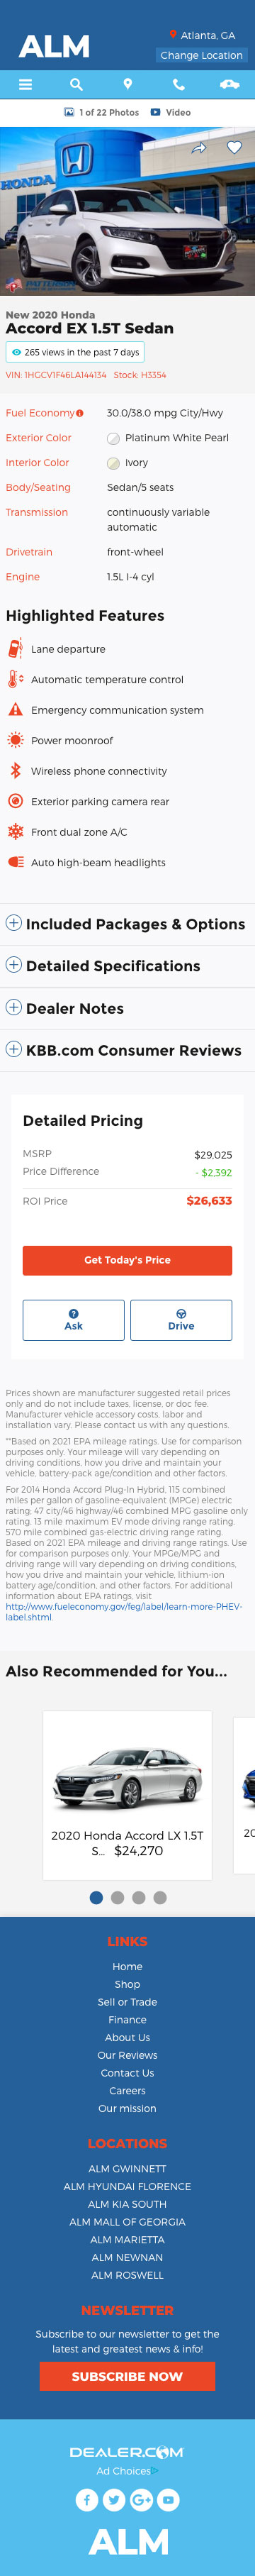 ALM
Atlanta, GA
Change Location
1 of 22 Photos
Video
HONDA
New 2020 Honda
Accord EX 1.5T Sedan
265 views in the past 7 days
VIN: 1HGCV1F46LA144134 Stock: H3354
Fuel Economy 30.0/38.0 mpg City/Hwy
Exterior Color Platinum White Pearl
Interior Color Ivory
Body/Seating Sedan/5 seats
Transmission continuously variable
automatic
Drivetrain front-wheel
Engine 1.5L I-4 cyl
Highlighted Features
Lane departure
Automatic temperature control
Emergency communication system
Power moonroof
Wireless phone connectivity
Exterior parking camera rear
Front dual zone A/C
Auto high-beam headlights
Included Packages & Options
Detailed Specifications
Dealer Notes
KBB.com Consumer Reviews
Detailed Pricing
MSRP $29,025
Price Difference - $2,392
ROI Price $26,633
Get Today's Price
Ask
Drive
Prices shown are manufacturer suggested retail prices
only and do not include taxes, license, or doc fee.
Manufacturer vehicle accessory costs, labor and
installation vary. Please contact us with any questions.
**Based on 2021 EPA mileage ratings. Use for comparison
purposes only. Your mileage will vary depending on
driving conditions, how you drive and maintain your
vehicle, battery-pack age/condition and other factors.
For 2014 Honda Accord Plug-In Hybrid, 115 combined
miles per gallon of gasoline-equivalent (MPGe) electric
rating; 47 city/46 highway/46 combined MPG gasoline only
rating. 13 mile maximum EV mode driving range rating.
570 mile combined gas-electric driving range rating.
Based on 2021 EPA mileage and driving range ratings. Use
for comparison purposes only. Your MPGe/MPG and
driving range will vary depending on driving conditions,
how you drive and maintain your vehicle, lithium-ion
battery age/condition, and other factors. For additional
information about EPA ratings, visit
http://www.fueleconomy.gov/feg/label/learn-more-PHEV-
label.shtml.
Also Recommended for You...
2020 Honda Accord LX 1.5T
S... $24,270
20
LINKS
Home
Shop
Sell or Trade
Finance
About Us
Our Reviews
Contact Us
Careers
Our mission
LOCATIONS
ALM GWINNETT
ALM HYUNDAI FLORENCE
ALM KIA SOUTH
ALM MALL OF GEORGIA
ALM MARIETTA
ALM NEWNAN
ALM ROSWELL
NEWSLETTER
Subscribe to our newsletter to get the
latest and greatest news & info!
SUBSCRIBE NOW
DEALER.COM
Ad Choices
ALM